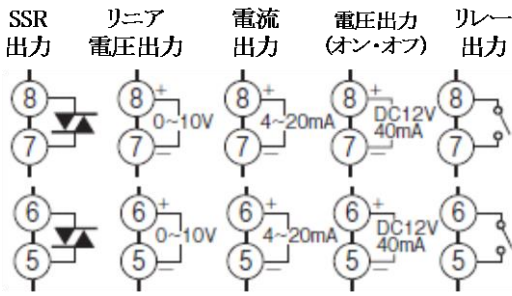 SSR
出力
リニア
電圧出力
電流
出力
電圧出力
(オン・オフ)
リレー
出力
8
7
8
+
0~10V
7
−
8
+
4~20mA
7
−
8
+
DC12V
40mA
7
−
8
7
6
5
6
+
0~10V
5
−
6
+
4~20mA
5
−
6
+
DC12V
40mA
5
−
6
5